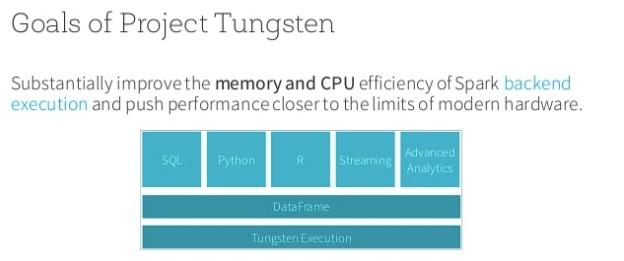 Goals of Project Tungsten
Substantially improve the memory and CPU efficiency of Spark backend
execution and push performance closer to the limits of modern hardware.
SQL
Python
R
Streaming
Advanced
Analytics
DataFrame
Tungsten Execution